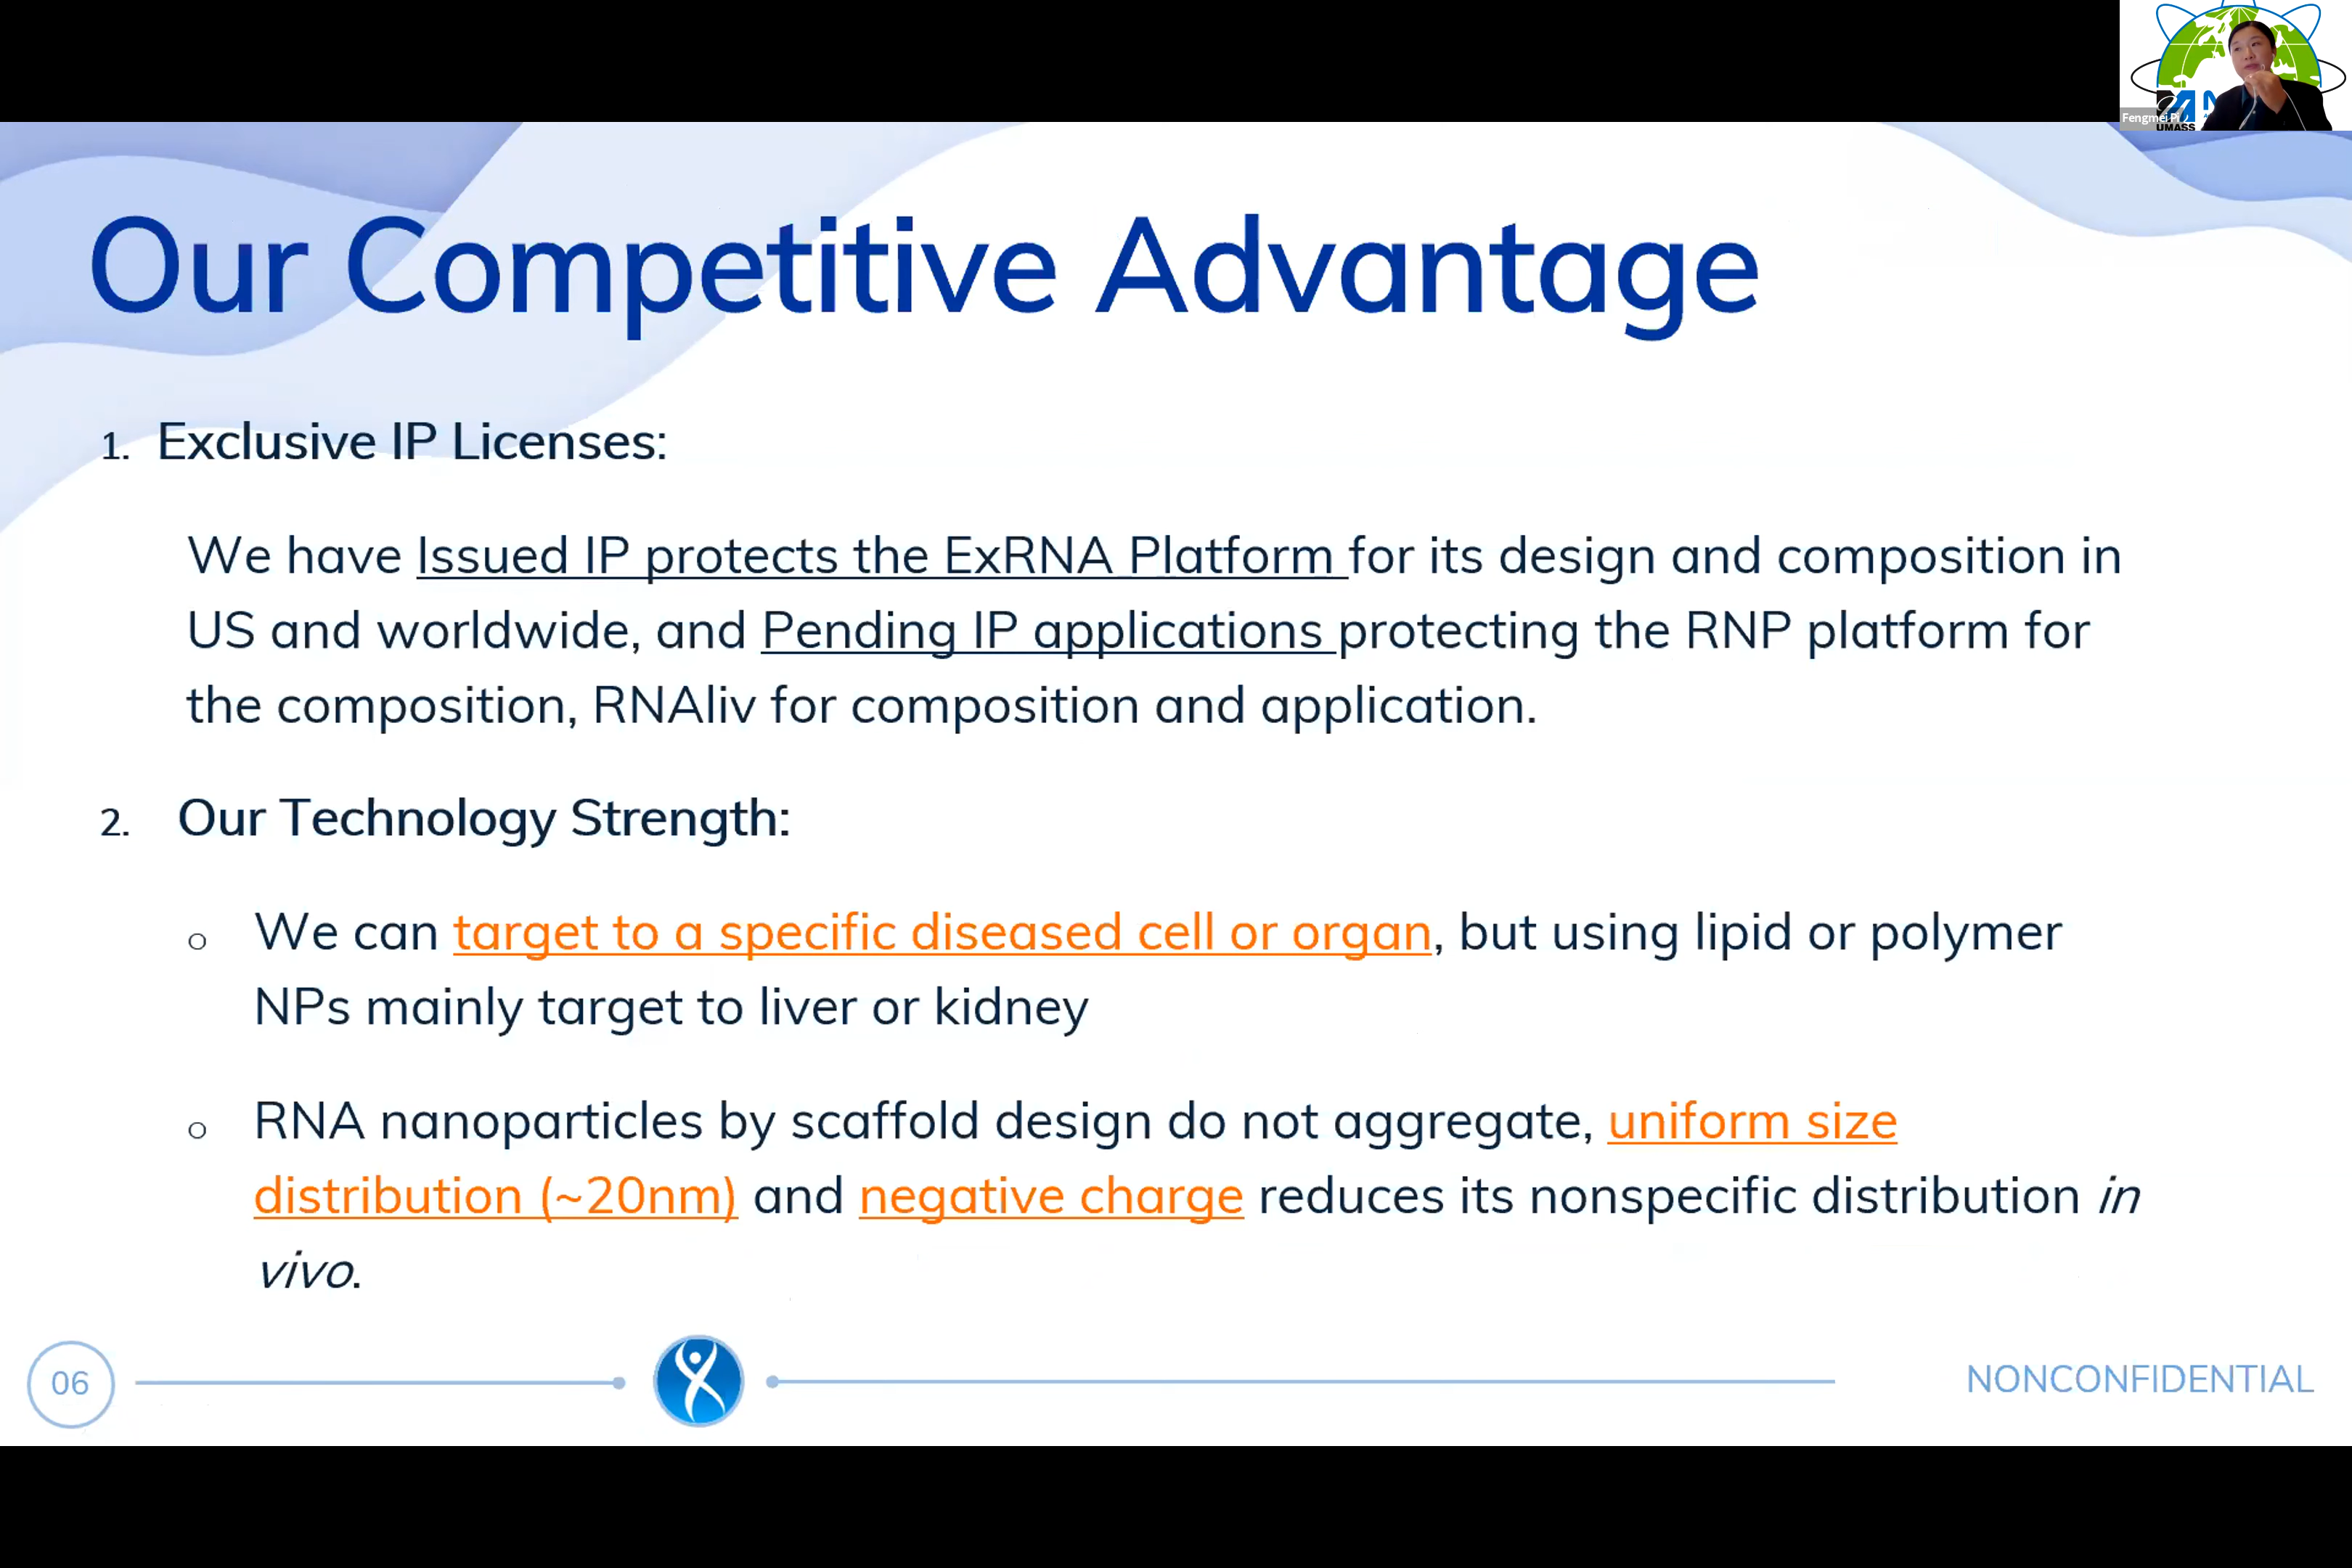 Fengmei Pi
UMASS
Our Competitive Advantage
1. Exclusive IP Licenses:
We have Issued IP protects the ExRNA Platform for its design and composition in
US and worldwide, and Pending IP applications protecting the RNP platform for
the composition, RNAliv for composition and application.
2. Our Technology Strength:
o We can target to a specific diseased cell or organ, but using lipid or polymer
NPs mainly target to liver or kidney
o RNA nanoparticles by scaffold design do not aggregate, uniform size
distribution (~20nm) and negative charge reduces its nonspecific distribution in
vivo.
06
NONCONFIDENTIAL